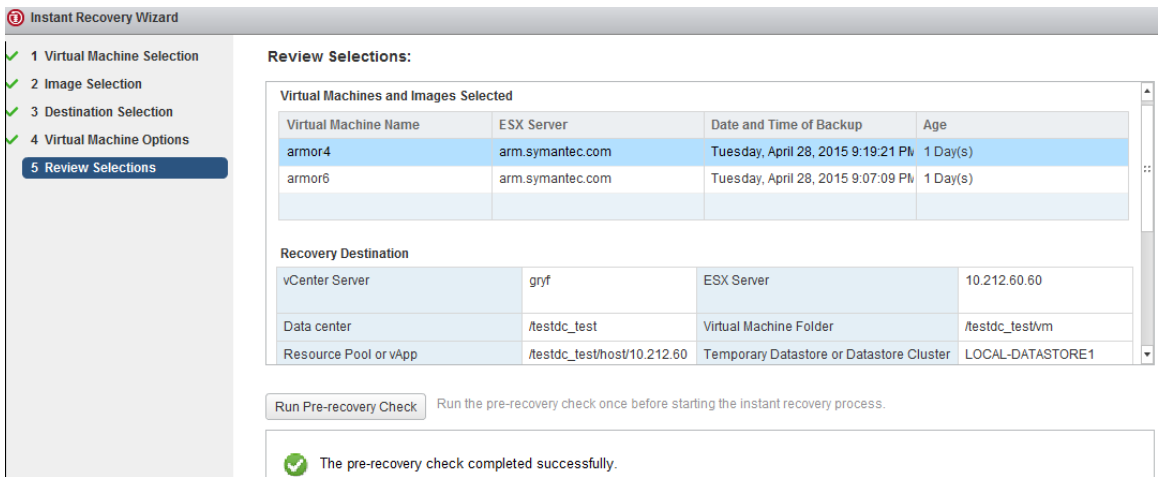 Instant Recovery Wizard
1 Virtual Machine Selection
2 Image Selection
3 Destination Selection
4 Virtual Machine Options
5 Review Selections
Review Selections:
Virtual Machines and Images Selected
Virtual Machine Name ESX Server Date and Time of Backup Age
armor4 arm.symantec.com Tuesday, April 28, 2015 9:19:21 PM 1 Day(s)
armor6 arm.symantec.com Tuesday, April 28, 2015 9:07:09 PM 1 Day(s)
Recovery Destination
vCenter Server gryf ESX Server 10.212.60.60
Data center /testdc_test Virtual Machine Folder /testdc_test/vm
Resource Pool or vApp /testdc_test/host/10.212.60 Temporary Datastore or Datastore Cluster LOCAL-DATASTORE1
Run Pre-recovery Check Run the pre-recovery check once before starting the instant recovery process.
The pre-recovery check completed successfully.